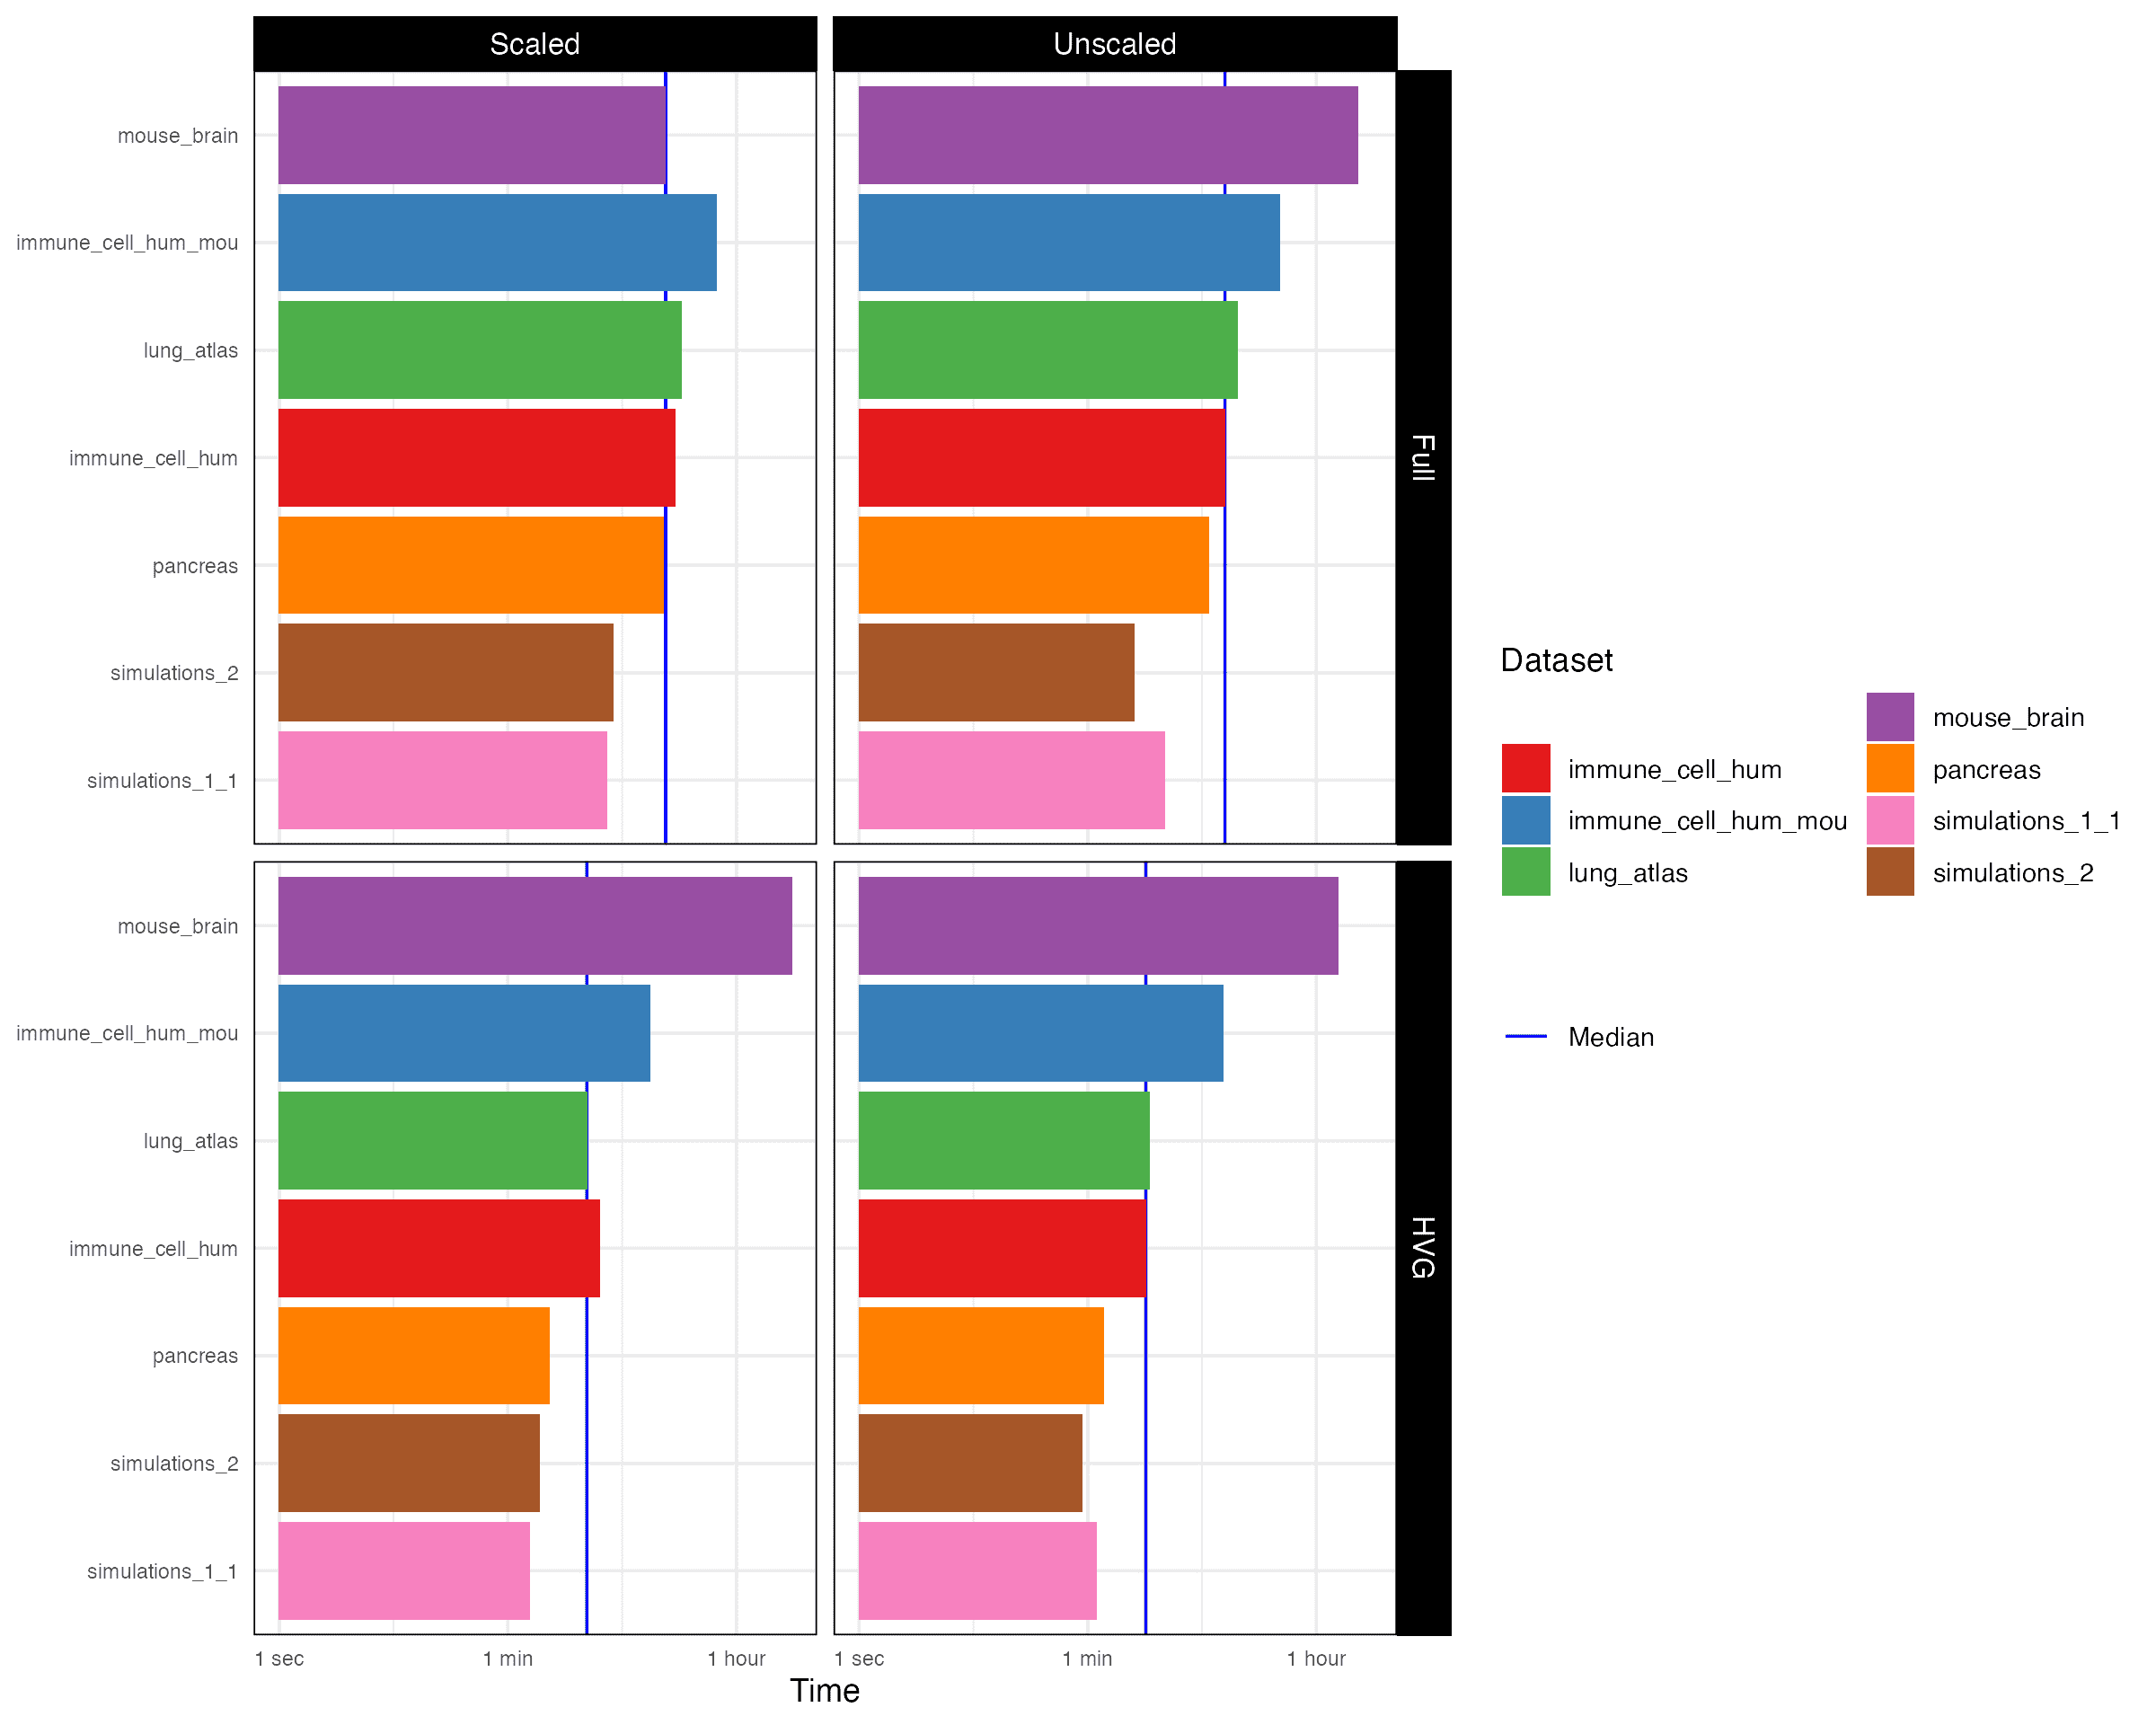 Scaled
Unscaled
mouse_brain
immune_cell_hum_mou
lung_atlas
immune_cell_hum
pancreas
simulations_2
simulations_1_1
Full
mouse_brain
immune_cell_hum_mou
lung_atlas
immune_cell_hum
pancreas
simulations_2
simulations_1_1
HVG
1 sec
1 min
1 hour
1 sec
1 min
1 hour
Time
Dataset
immune_cell_hum
immune_cell_hum_mou
lung_atlas
mouse_brain
pancreas
simulations_1_1
simulations_2
Median